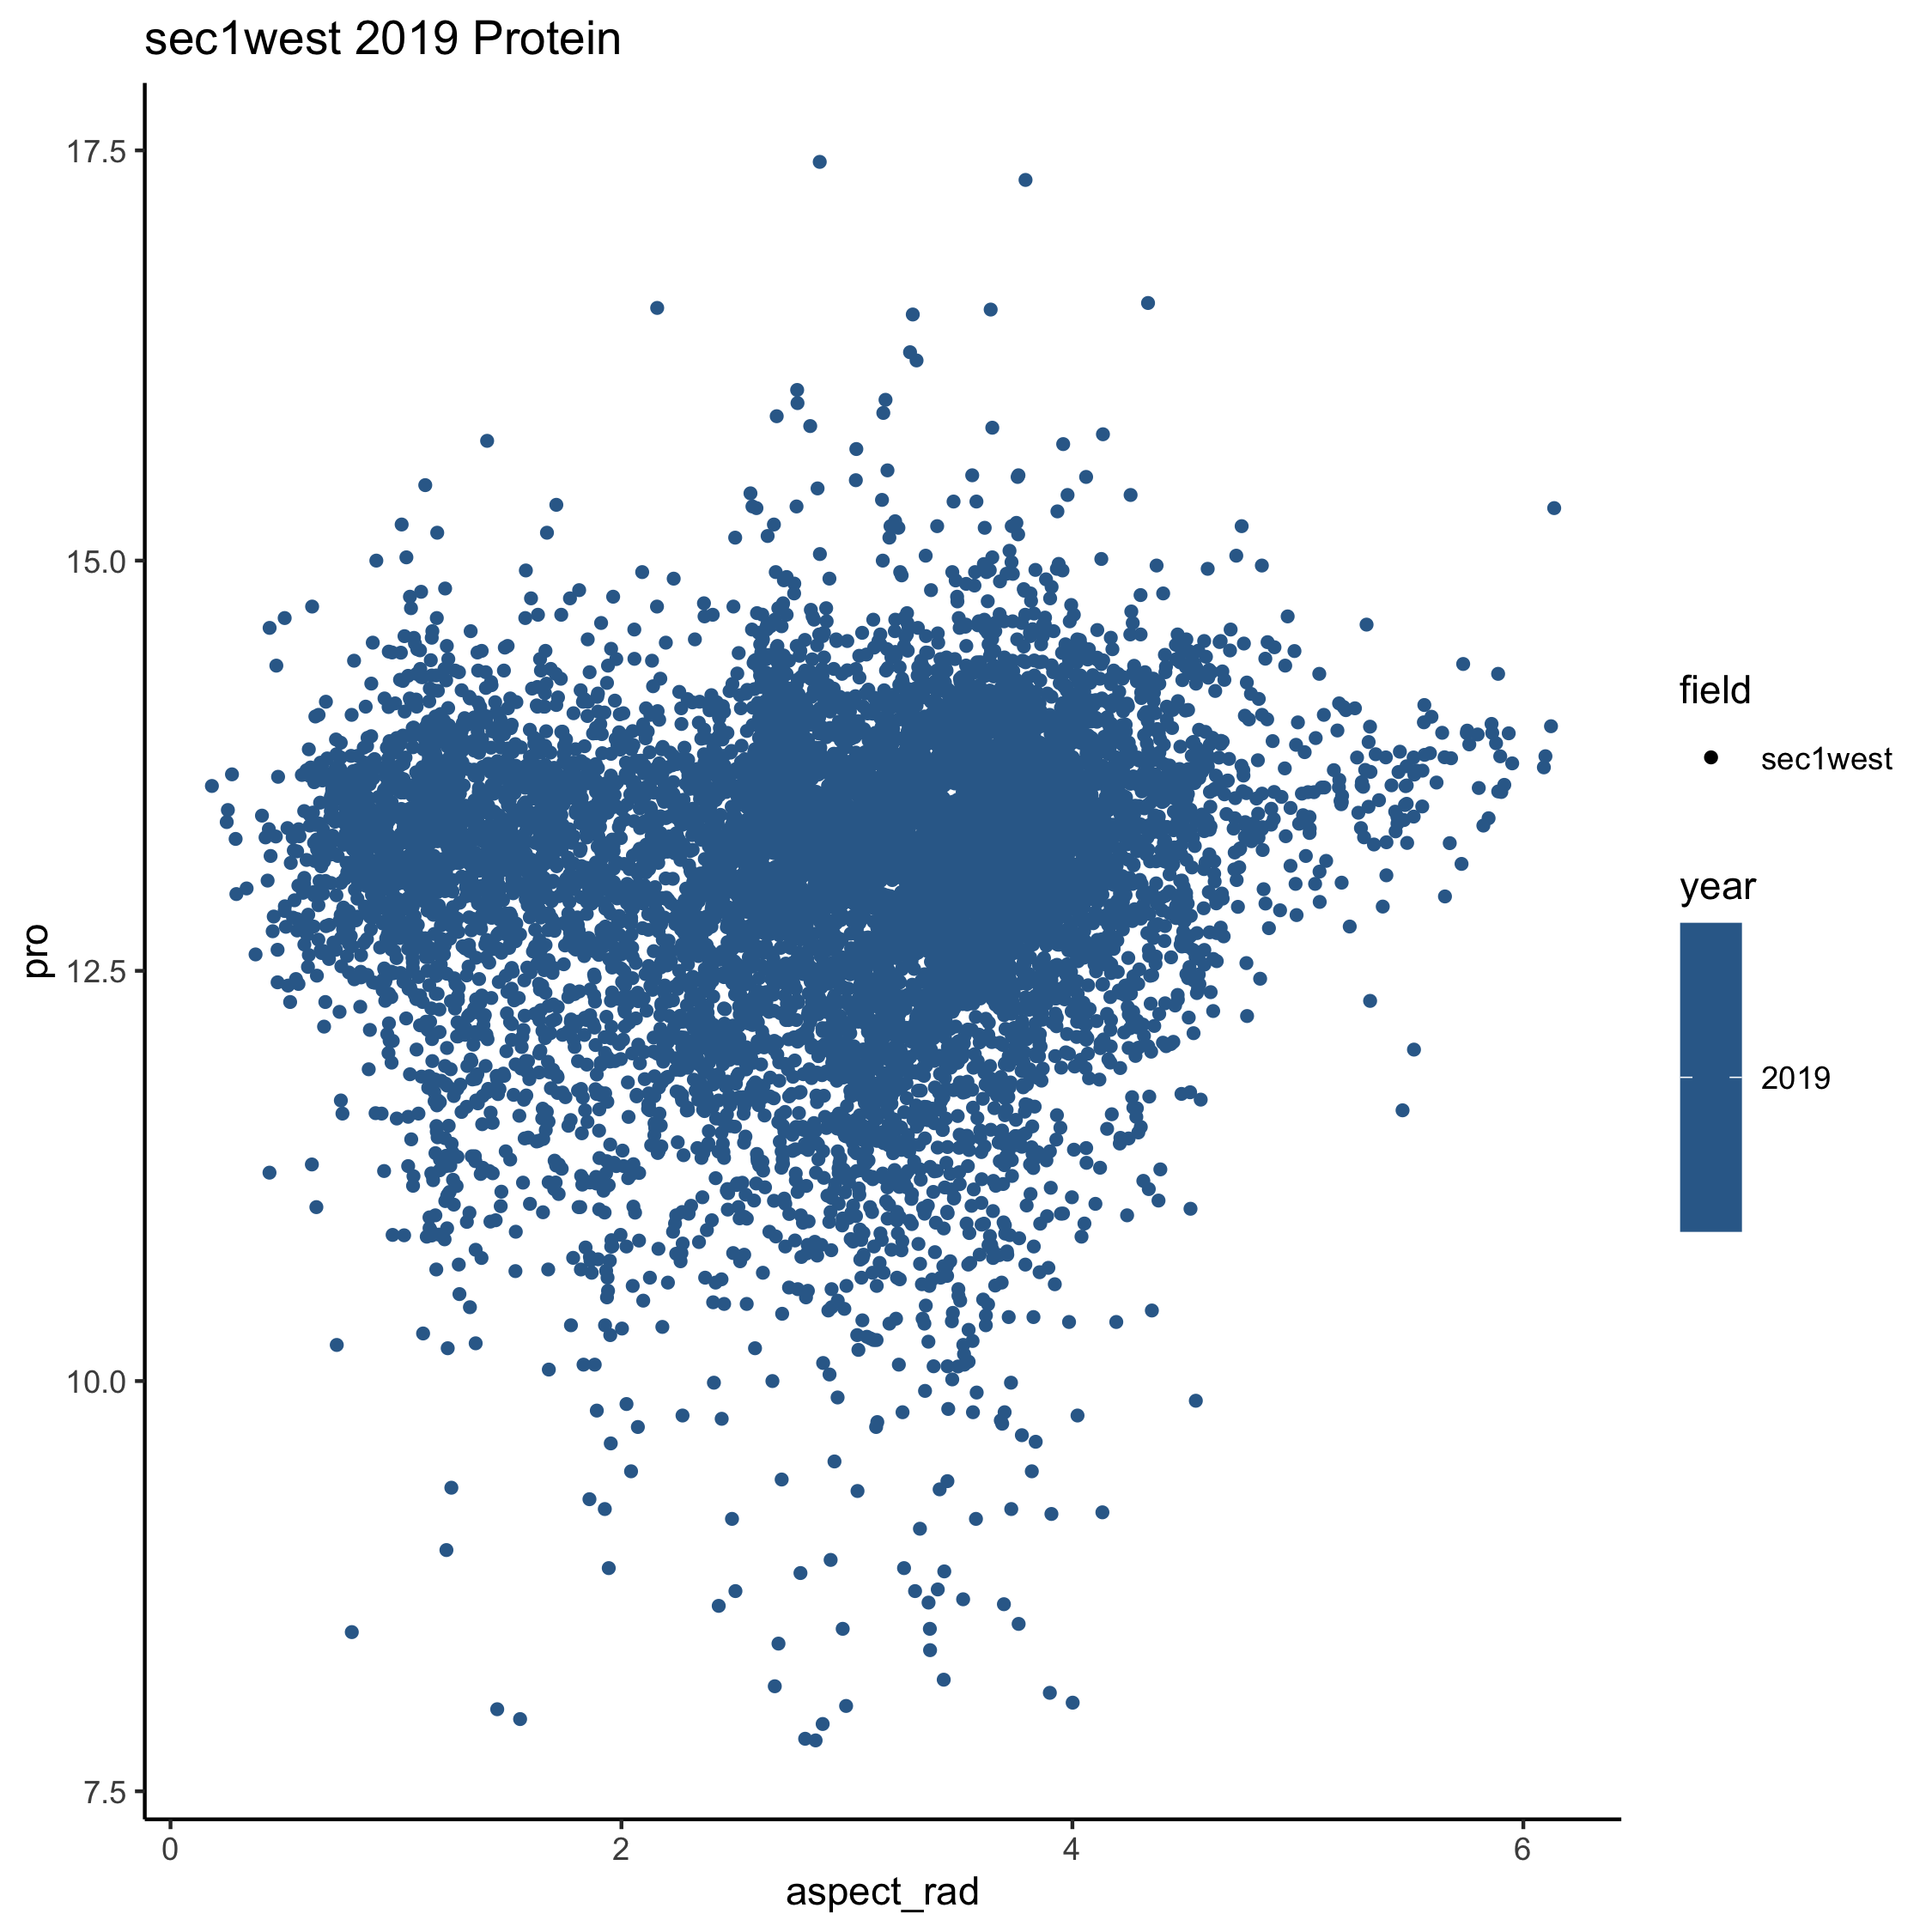 sec1west 2019 Protein
17.5
15.0
12.5
10.0
7.5
pro
0 2 4 6
aspect_rad
field
sec1west
year
2019